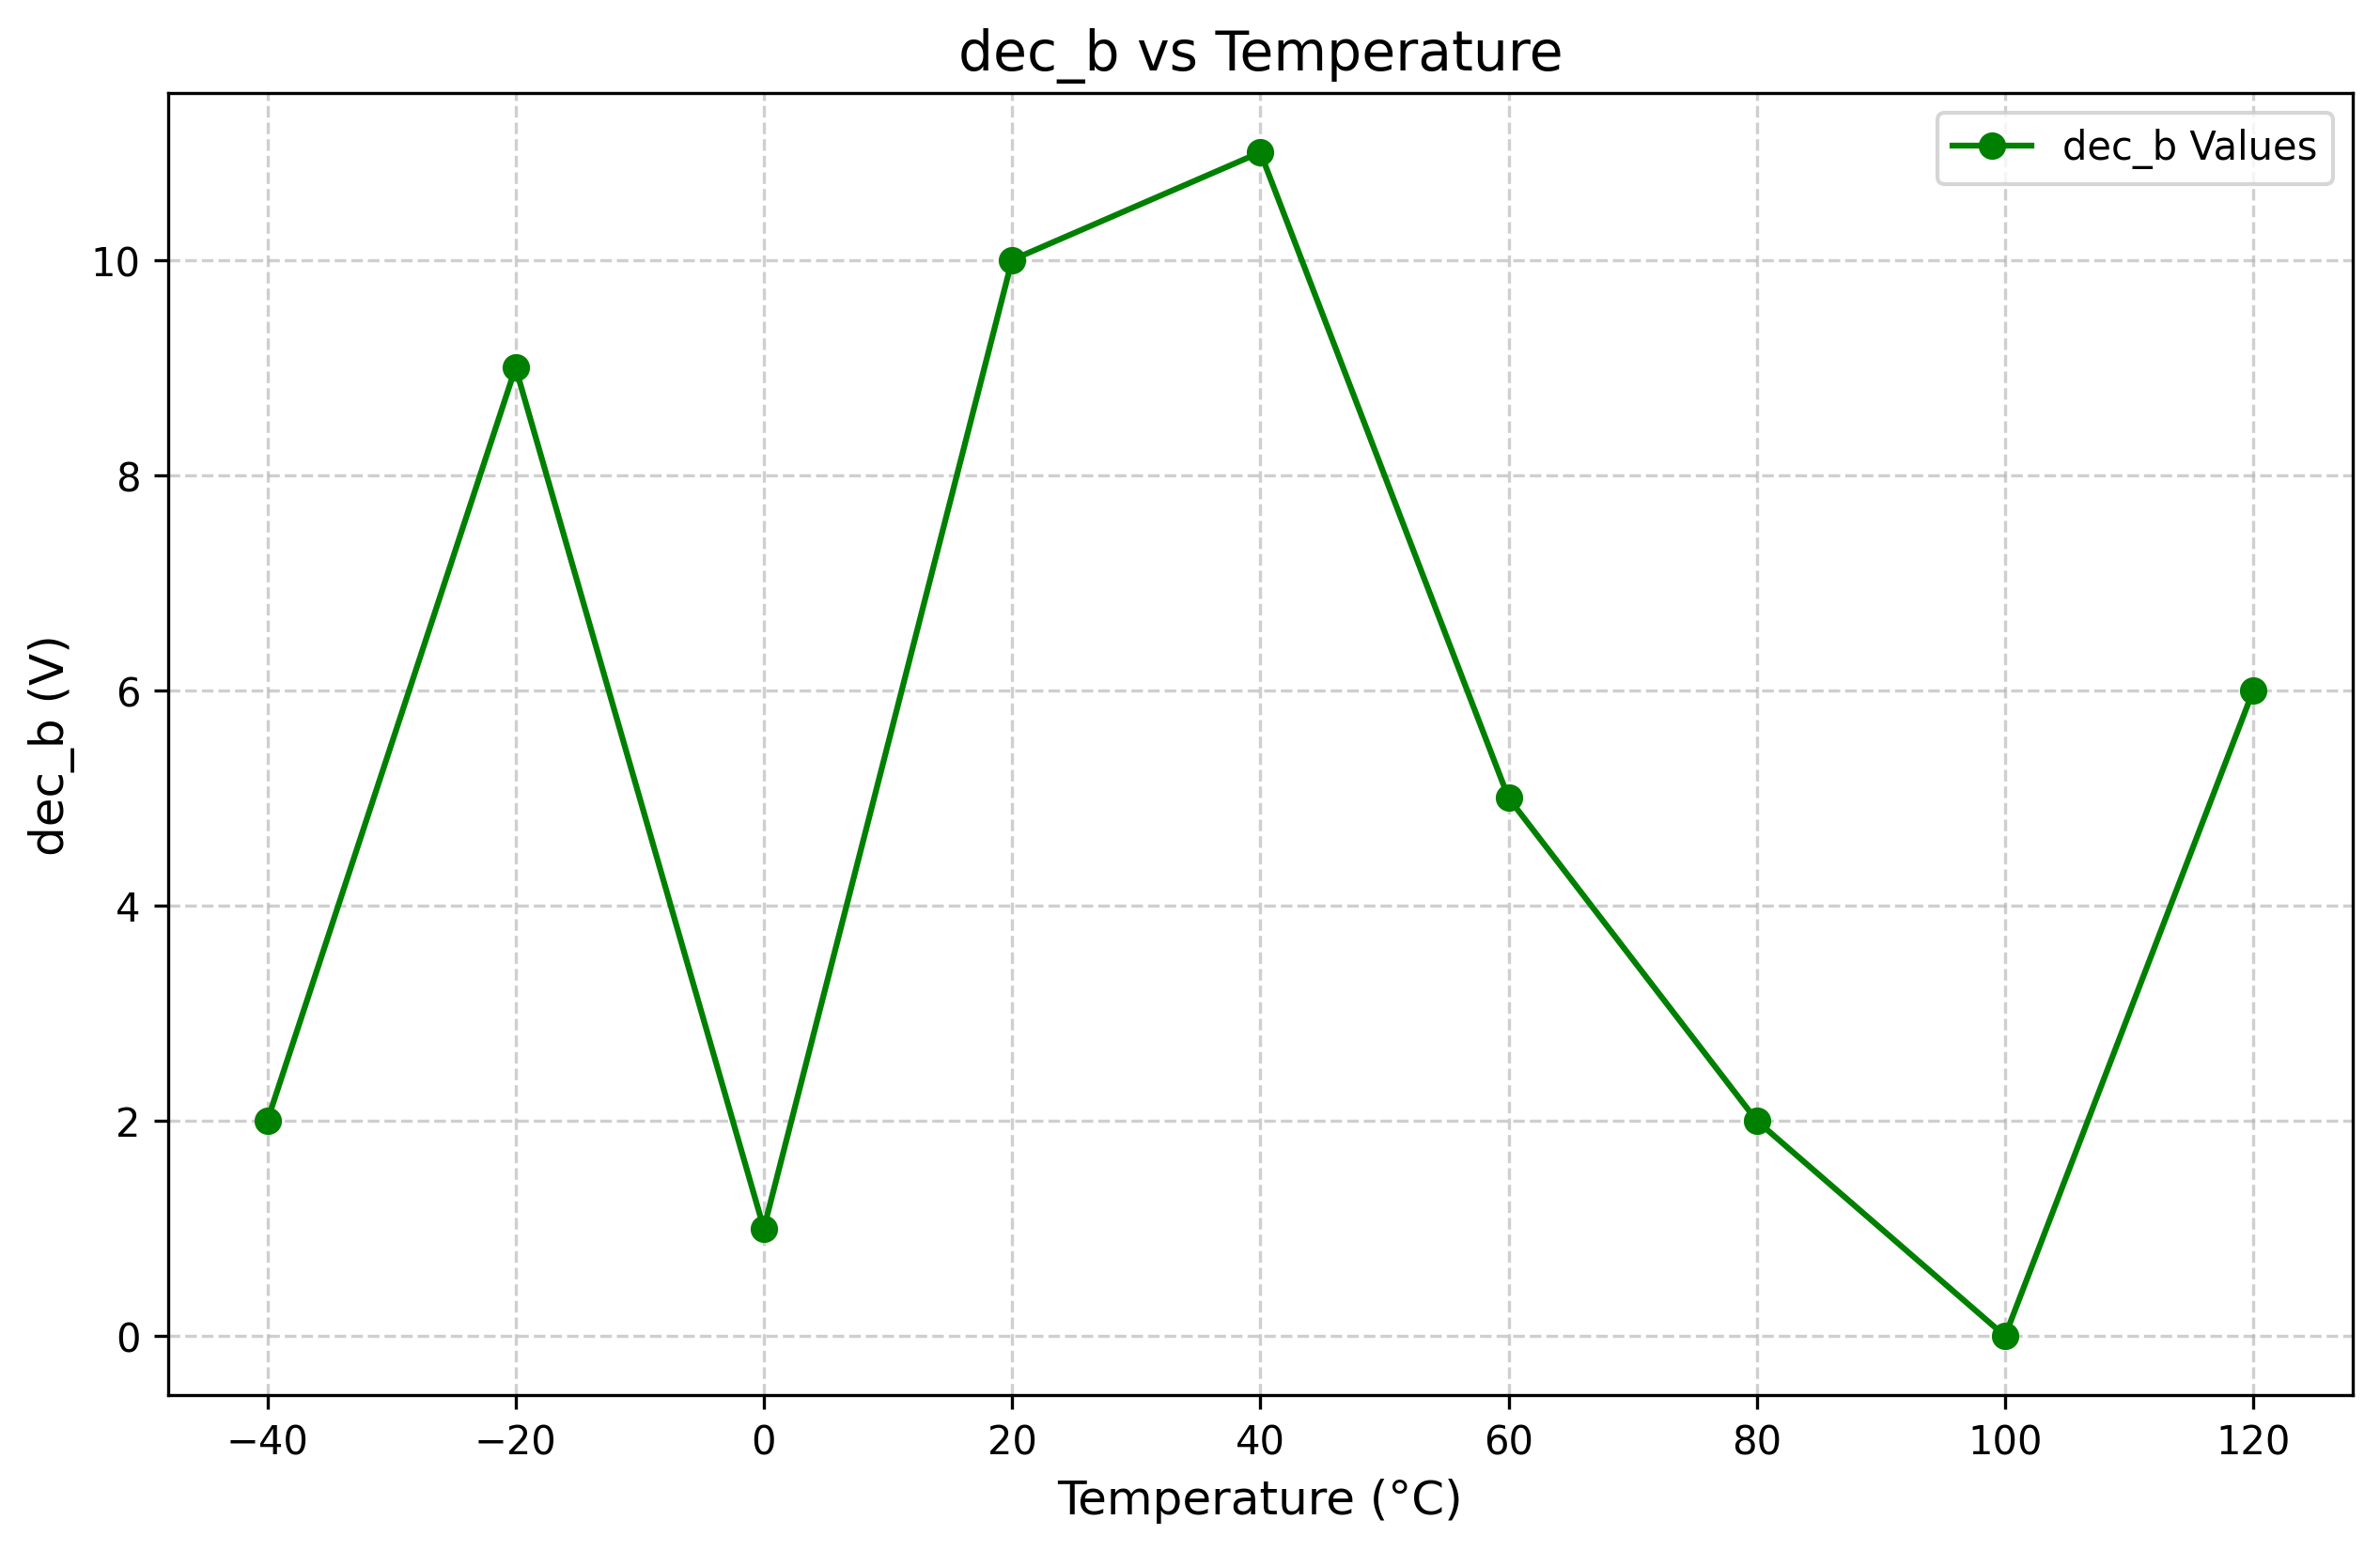 dec_b vs Temperature
dec_b Values
10
8
6
4
2
0
dec_b (V)
−40 −20 0 20 40 60 80 100 120
Temperature (°C)